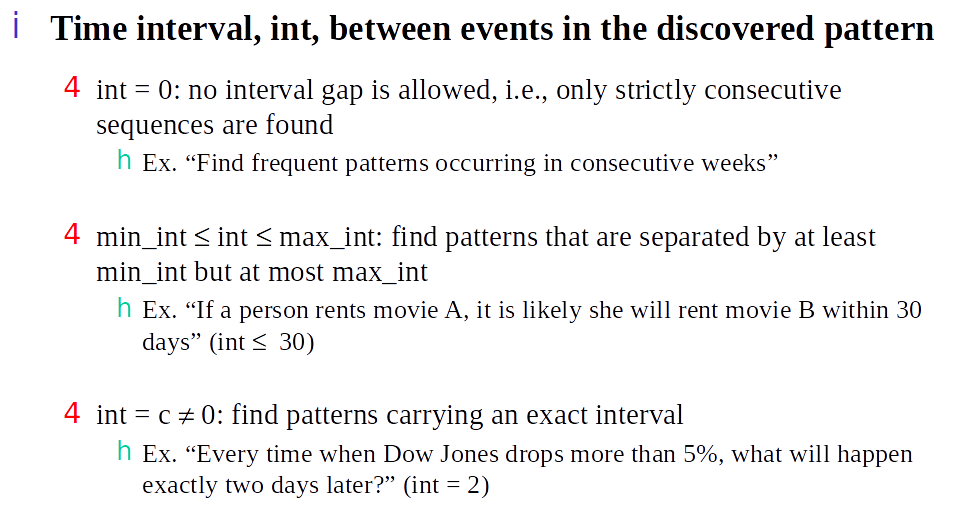 i Time interval, int, between events in the discovered pattern
4 int = 0: no interval gap is allowed, i.e., only strictly consecutive
sequences are found
h Ex. “Find frequent patterns occurring in consecutive weeks”
4 min_int ≤ int ≤ max_int: find patterns that are separated by at least
min_int but at most max_int
h Ex. “If a person rents movie A, it is likely she will rent movie B within 30
days” (int ≤ 30)
4 int = c ≠ 0: find patterns carrying an exact interval
h Ex. “Every time when Dow Jones drops more than 5%, what will happen
exactly two days later?” (int = 2)